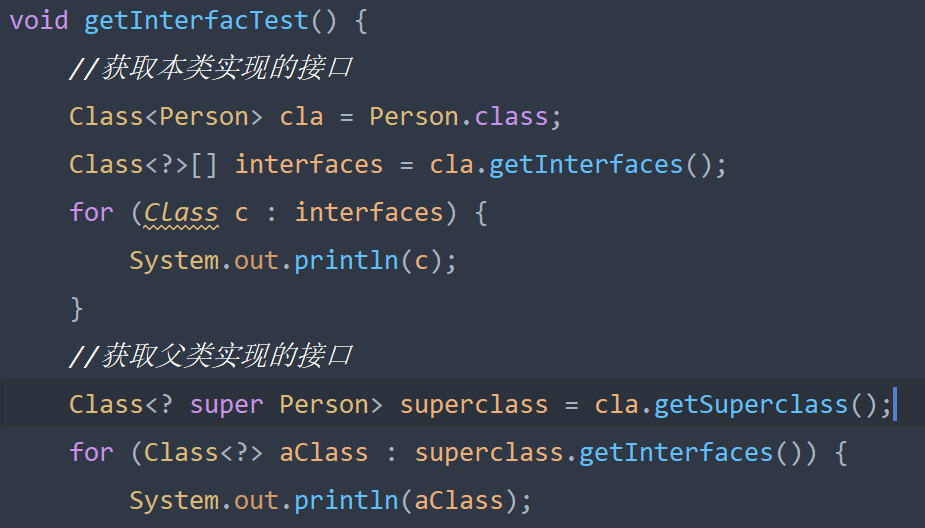 void getInterfacTest() {
//获取本类实现的接口
Class<Person> cla = Person.class;
Class<?>[] interfaces = cla.getInterfaces();
for (Class c : interfaces) {
System.out.println(c);
}
//获取父类实现的接口
Class<? super Person> superclass = cla.getSuperclass();
for (Class<?> aClass : superclass.getInterfaces()) {
System.out.println(aClass);